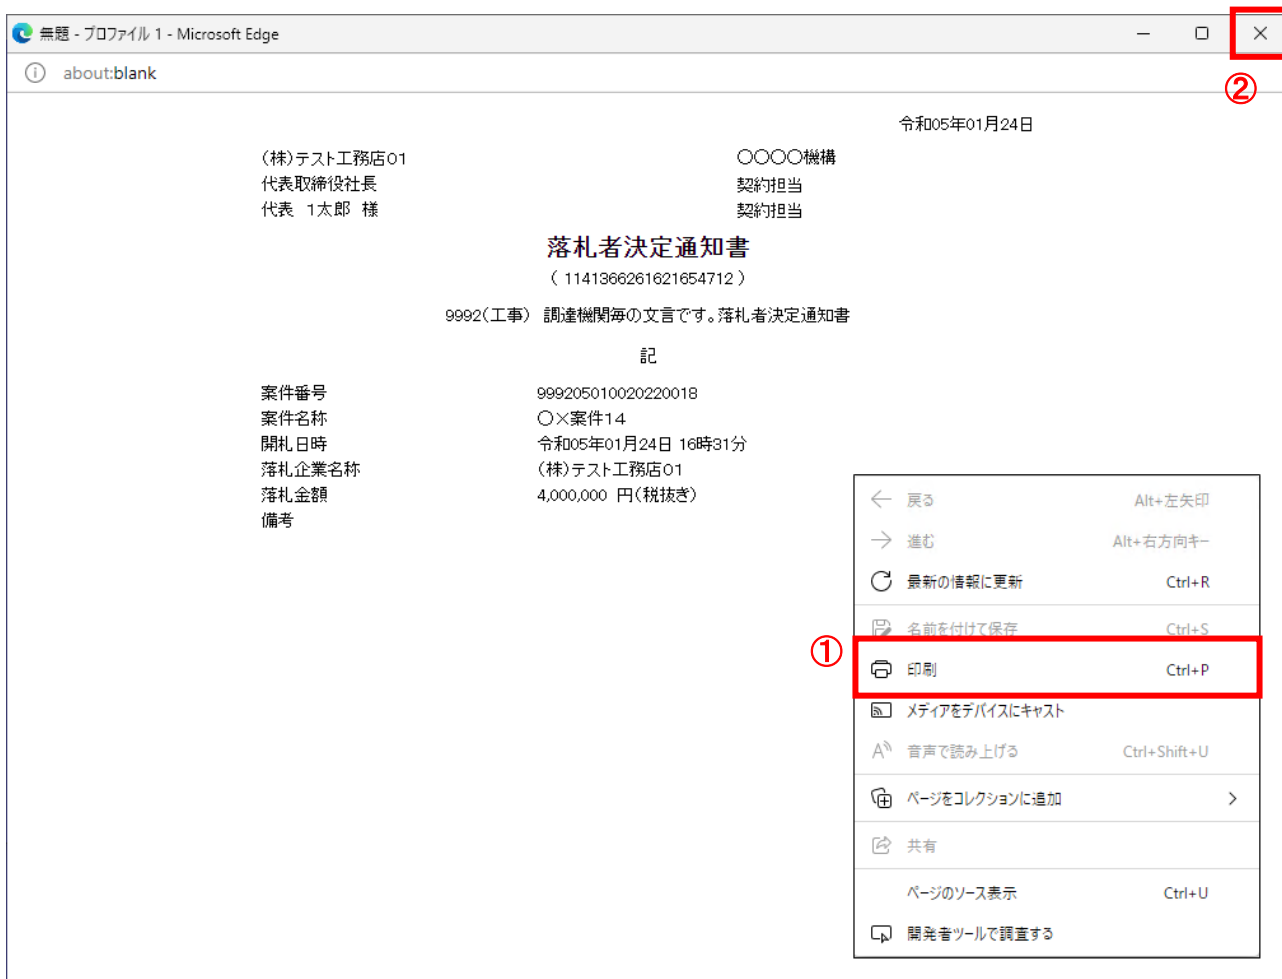 無題 - プロファイル 1 - Microsoft Edge
②
about:blank
令和05年01月24日
(株)テスト工務店01 〇〇〇〇機構
代表取締役社長 契約担当
代表 1太郎 様 契約担当
落札者決定通知書
( 1141366261621654712 )
9992(工事) 調達機関毎の文言です。落札者決定通知書
記
案件番号 999205010020220018
案件名称 〇×案件14
開札日時 令和05年01月24日 16時31分
落札企業名称 (株)テスト工務店01
落札金額 4,000,000 円(税抜き)
備考
戻る Alt+左矢印
進む Alt+右方向キー
最新の情報に更新 Ctrl+R
名前を付けて保存 Ctrl+S
①
印刷 Ctrl+P
メディアをデバイスにキャスト
音声で読み上げる Ctrl+Shift+U
ページをコレクションに追加
共有
ページのソース表示 Ctrl+U
開発者ツールで調査する